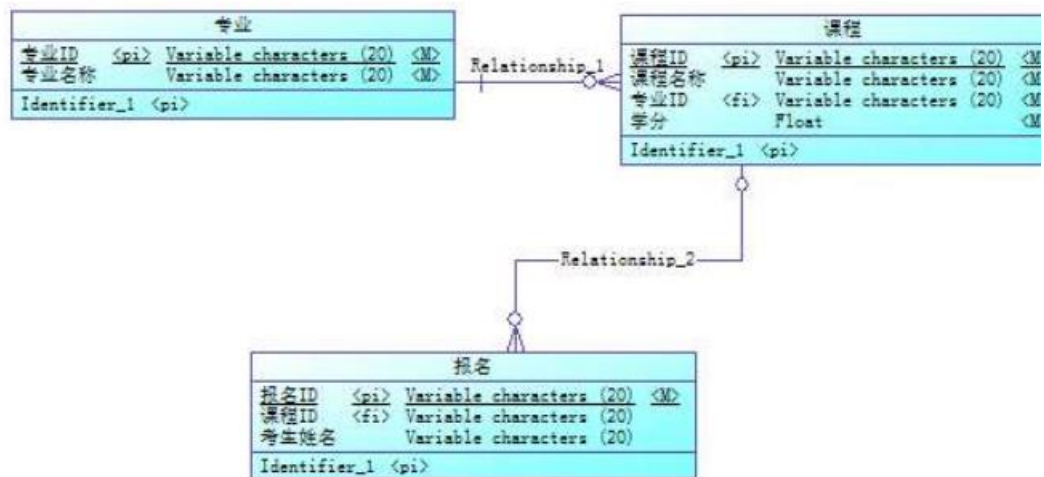 专业
专业ID <pi> Variable characters (20) <M>
专业名称 Variable characters (20) <M>
Identifier_1 <pi>
Relationship_1
课程
课程ID <pi> Variable characters (20) <M
课程名称 Variable characters (20) <M
专业ID <fi> Variable characters (20) <M
学分 Float <M
Identifier_1 <pi>
Relationship_2
报名
报名ID <pi> Variable characters (20) <M>
课程ID <fi> Variable characters (20)
考生姓名 Variable characters (20)
Identifier_1 <pi>